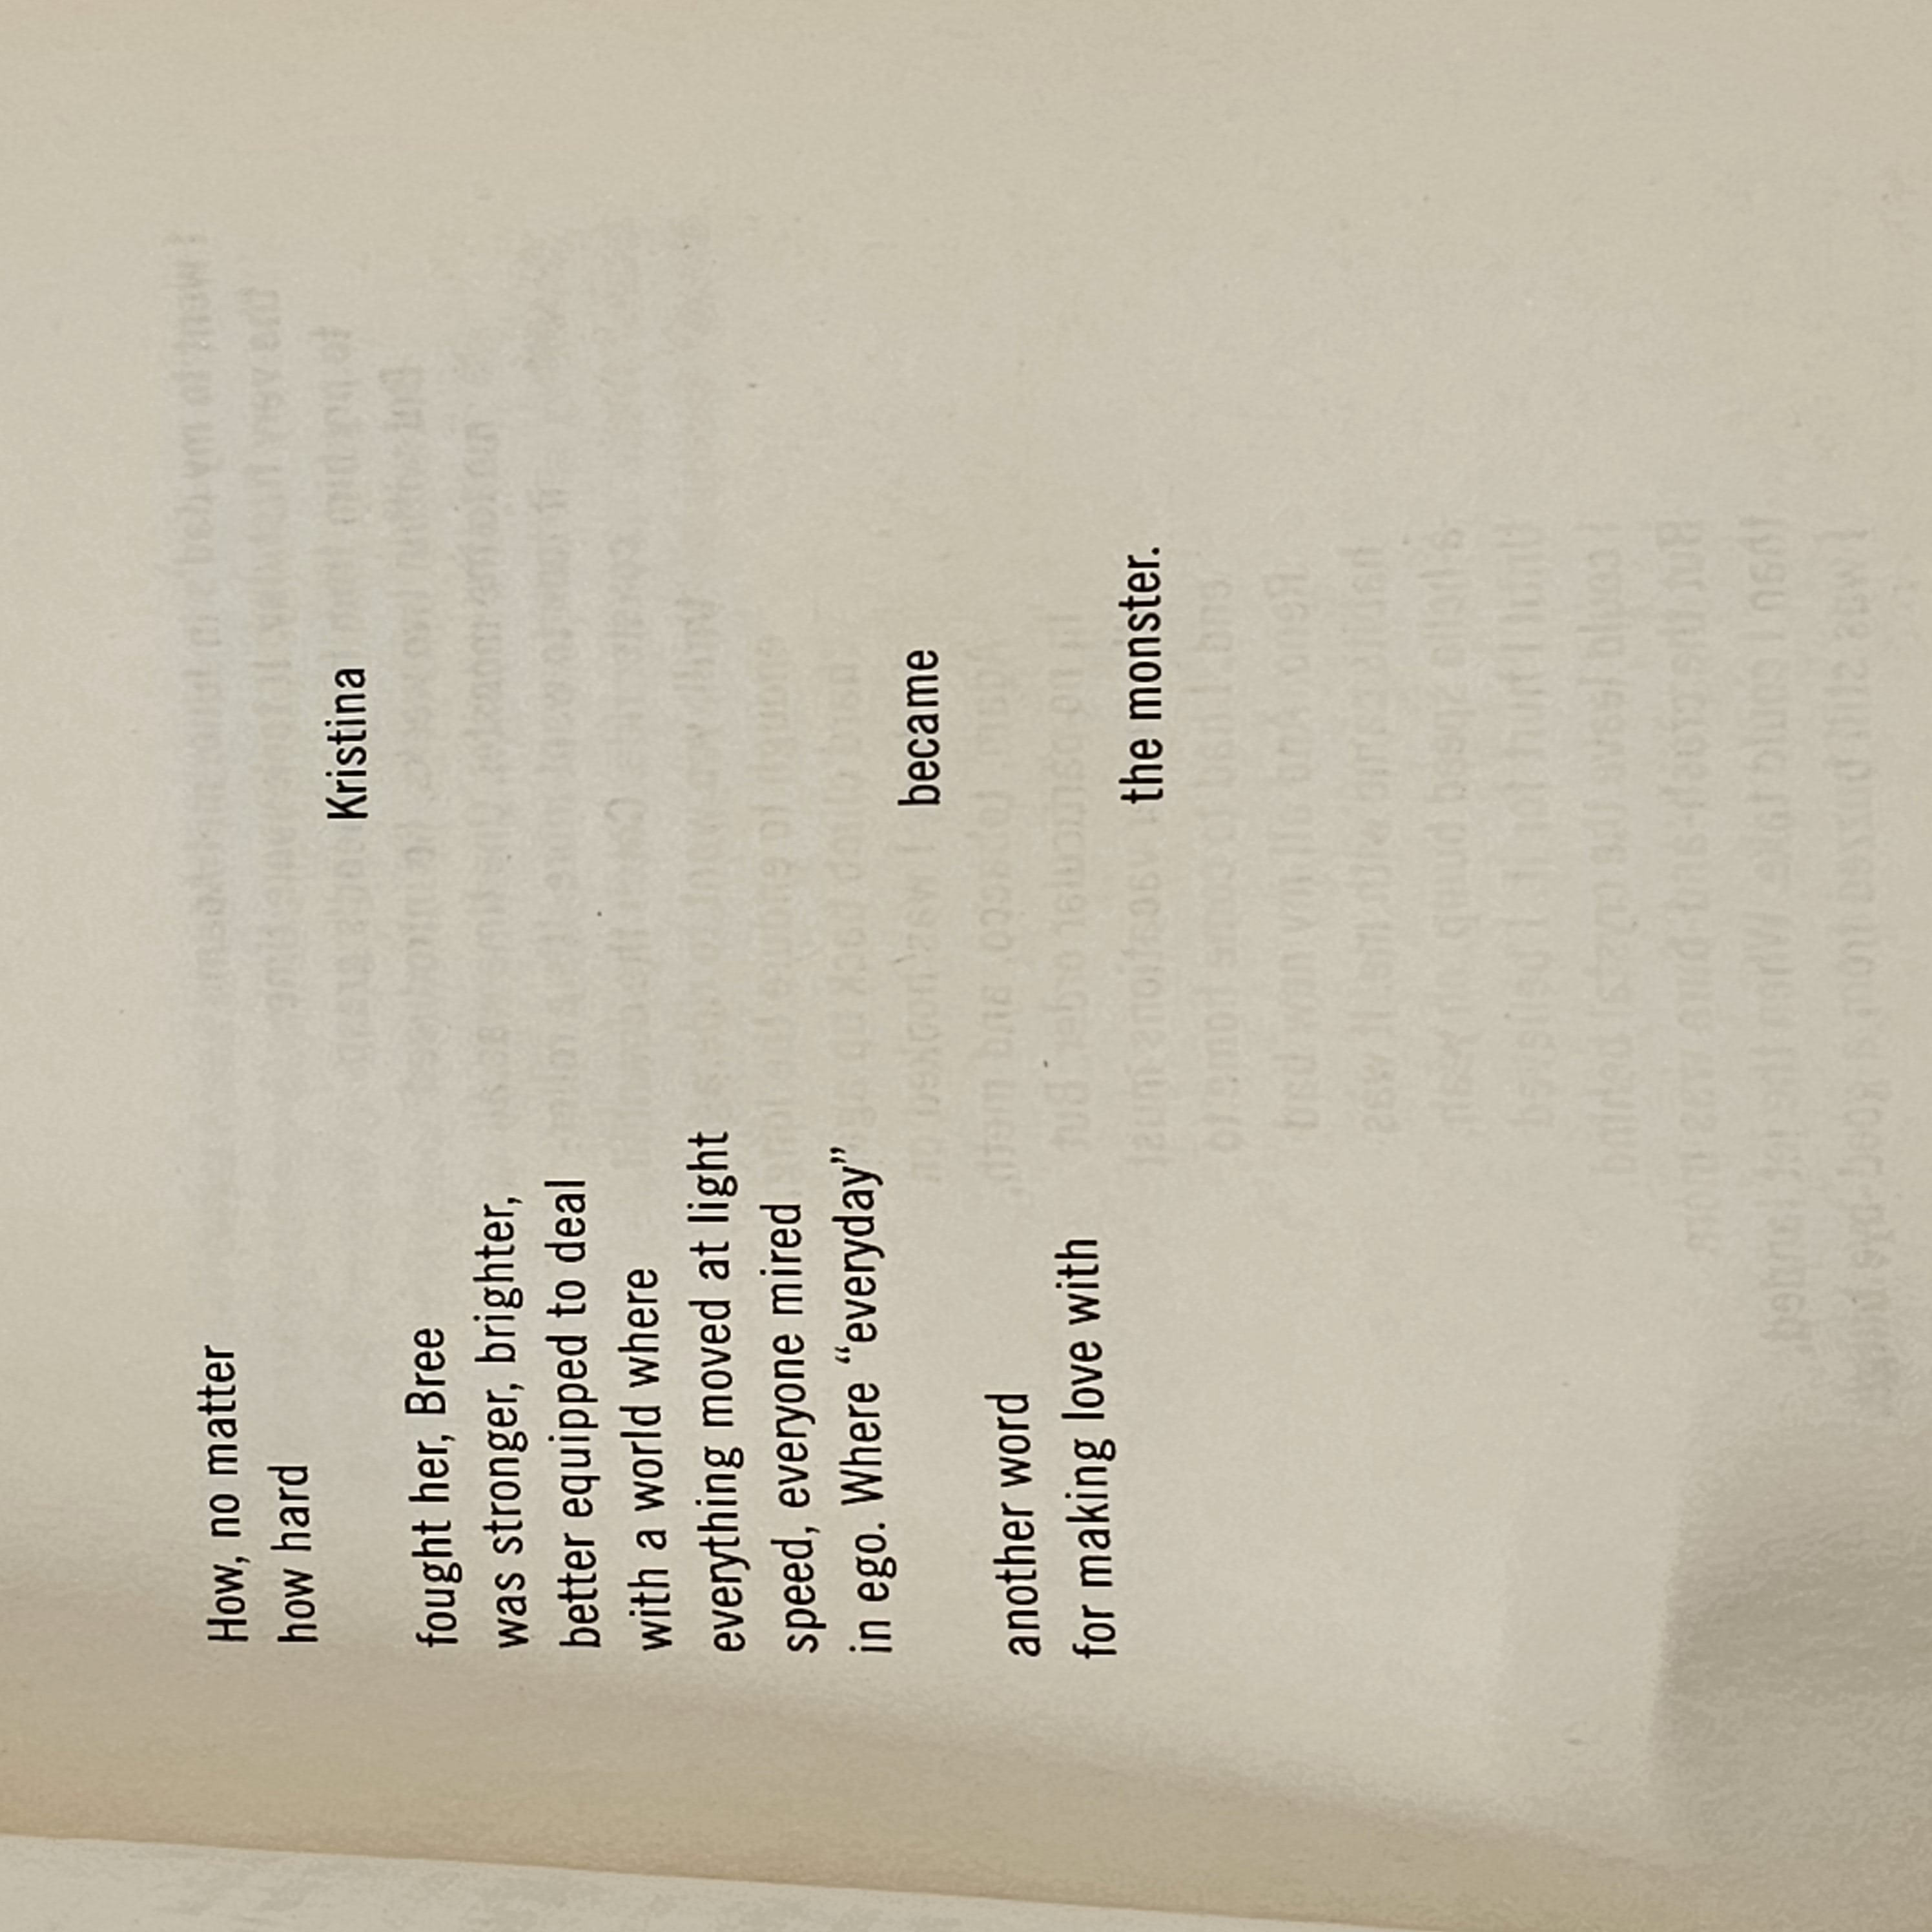 How, no matter
how hard
Kristina
fought her, Bree
was stronger, brighter,
better equipped to deal
with a world where
everything moved at light
speed, everyone mired
in ego. Where “everyday”
became
another word
for making love with
the monster.